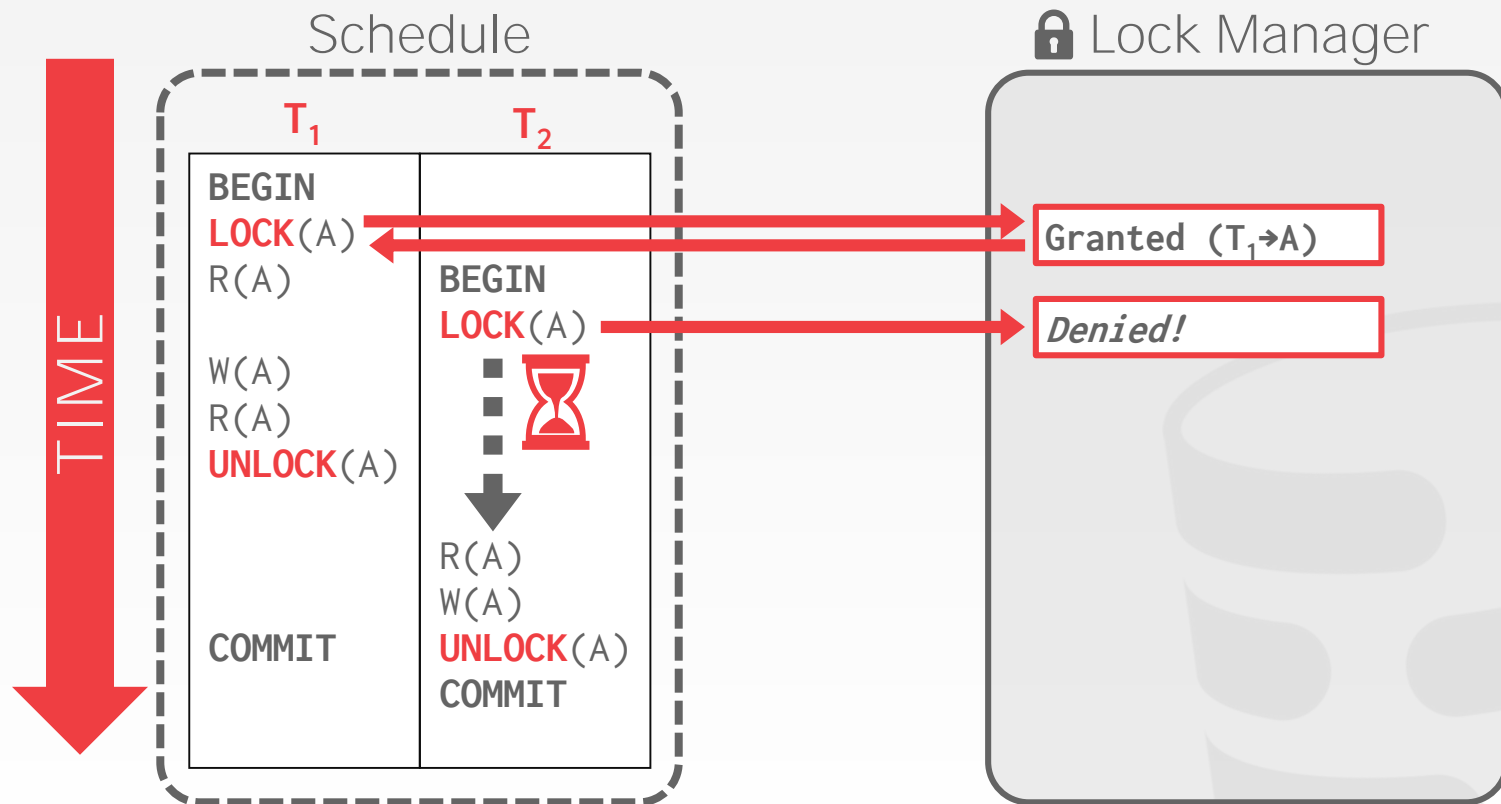 Schedule
Lock Manager
TIME
T1
T2
BEGIN
LOCK(A)
Granted (T1→A)
R(A)
BEGIN
LOCK(A)
Denied!
W(A)
R(A)
UNLOCK(A)
R(A)
W(A)
COMMIT
UNLOCK(A)
COMMIT